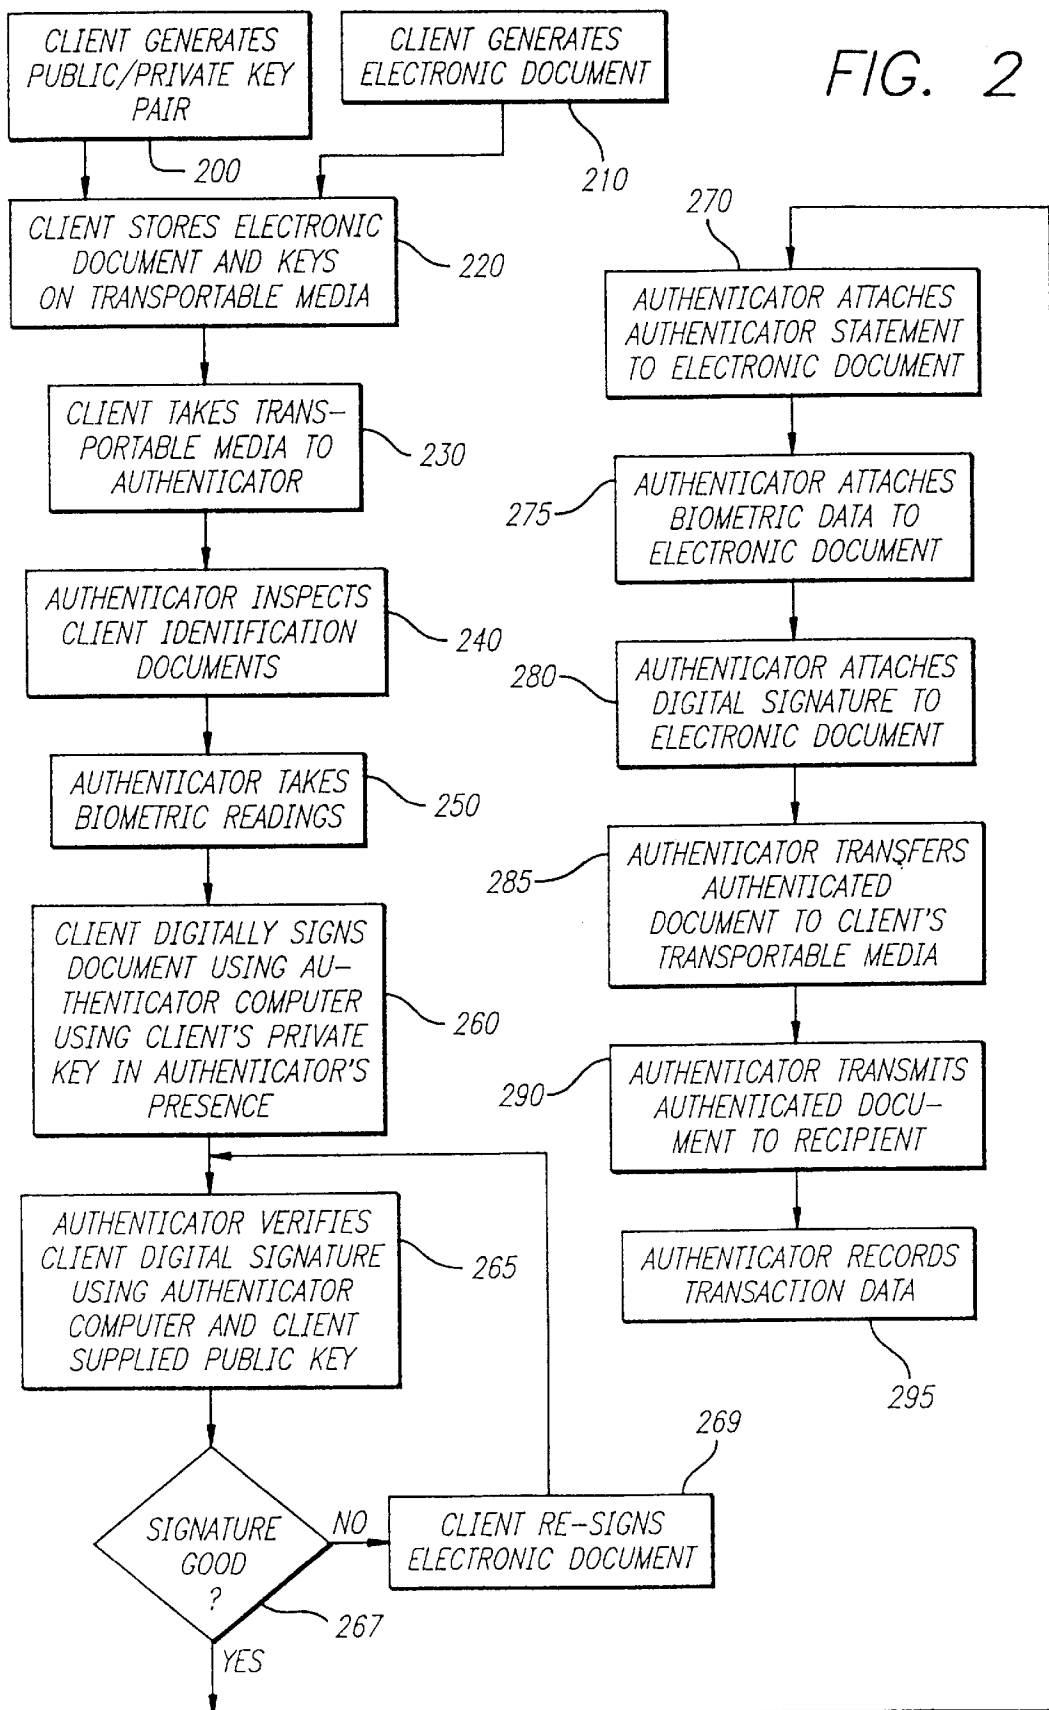 FIG. 2
CLIENT GENERATES
PUBLIC/PRIVATE KEY
PAIR
200
CLIENT GENERATES
ELECTRONIC DOCUMENT
210
CLIENT STORES ELECTRONIC
DOCUMENT AND KEYS
ON TRANSPORTABLE MEDIA
220
CLIENT TAKES TRANS-
PORTABLE MEDIA TO
AUTHENTICATOR
230
AUTHENTICATOR INSPECTS
CLIENT IDENTIFICATION
DOCUMENTS
240
AUTHENTICATOR TAKES
BIOMETRIC READINGS
250
CLIENT DIGITALLY SIGNS
DOCUMENT USING AU-
THENTICATOR COMPUTER
USING CLIENT'S PRIVATE
KEY IN AUTHENTICATOR'S
PRESENCE
260
AUTHENTICATOR VERIFIES
CLIENT DIGITAL SIGNATURE
USING AUTHENTICATOR
COMPUTER AND CLIENT
SUPPLIED PUBLIC KEY
265
SIGNATURE
GOOD
?
267
NO
YES
CLIENT RE-SIGNS
ELECTRONIC DOCUMENT
269
270
AUTHENTICATOR ATTACHES
AUTHENTICATOR STATEMENT
TO ELECTRONIC DOCUMENT
275
AUTHENTICATOR ATTACHES
BIOMETRIC DATA TO
ELECTRONIC DOCUMENT
280
AUTHENTICATOR ATTACHES
DIGITAL SIGNATURE TO
ELECTRONIC DOCUMENT
285
AUTHENTICATOR TRANSFERS
AUTHENTICATED
DOCUMENT TO CLIENT'S
TRANSPORTABLE MEDIA
290
AUTHENTICATOR TRANSMITS
AUTHENTICATED DOCU-
MENT TO RECIPIENT
AUTHENTICATOR RECORDS
TRANSACTION DATA
295